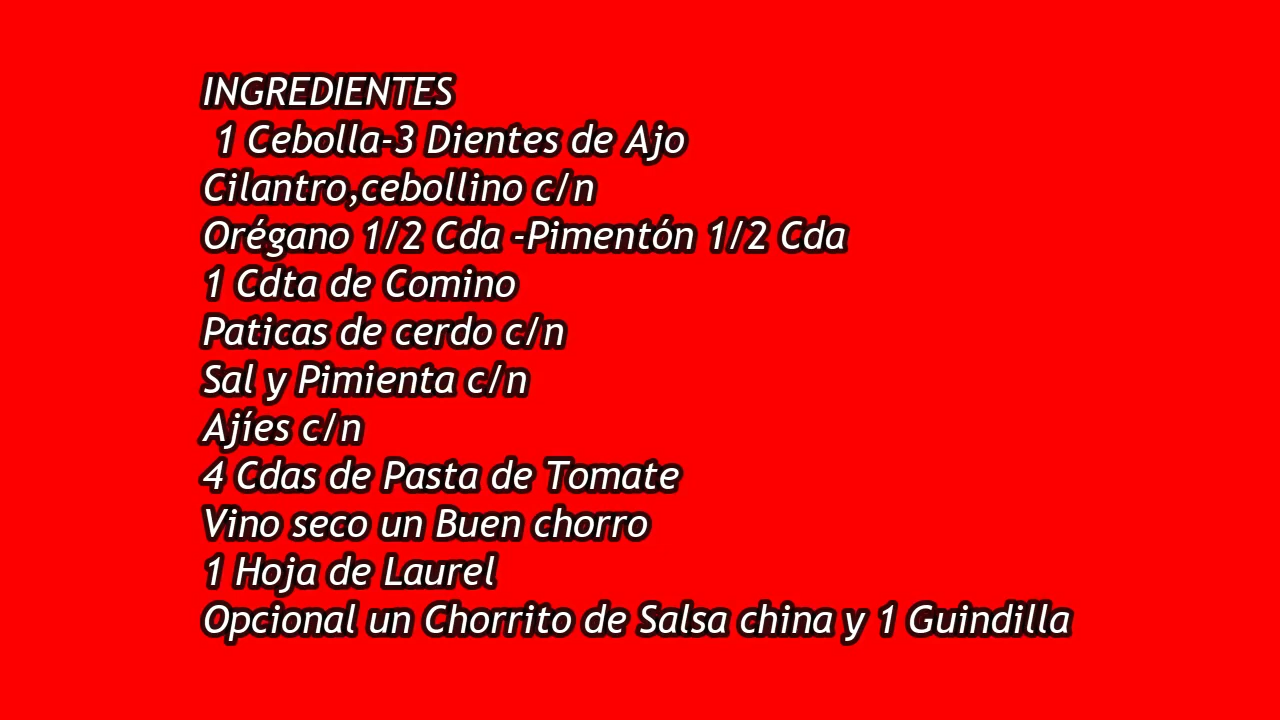 INGREDIENTES
1 Cebolla-3 Dientes de Ajo
Cilantro,cebollino c/n
Orégano 1/2 Cda -Pimentón 1/2 Cda
1 Cdta de Comino
Paticas de cerdo c/n
Sal y Pimienta c/n
Ajíes c/n
4 Cdas de Pasta de Tomate
Vino seco un Buen chorro
1 Hoja de Laurel
Opcional un Chorrito de Salsa china y 1 Guindilla